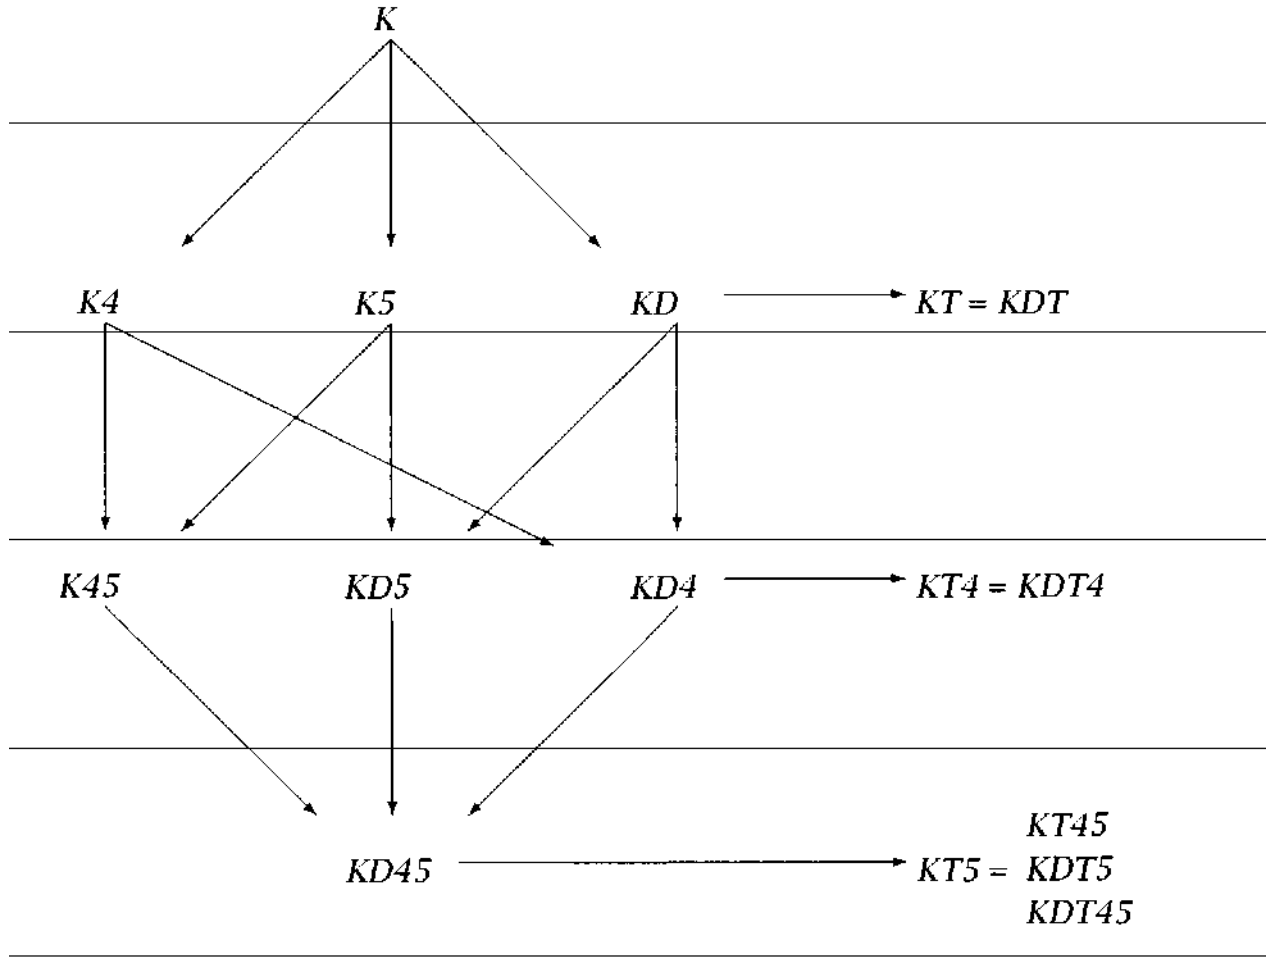 K
K4 K5 KD KT = KDT
K45 KD5 KD4 KT4 = KDT4
KT45
KD45 KT5 = KDT5
KDT45